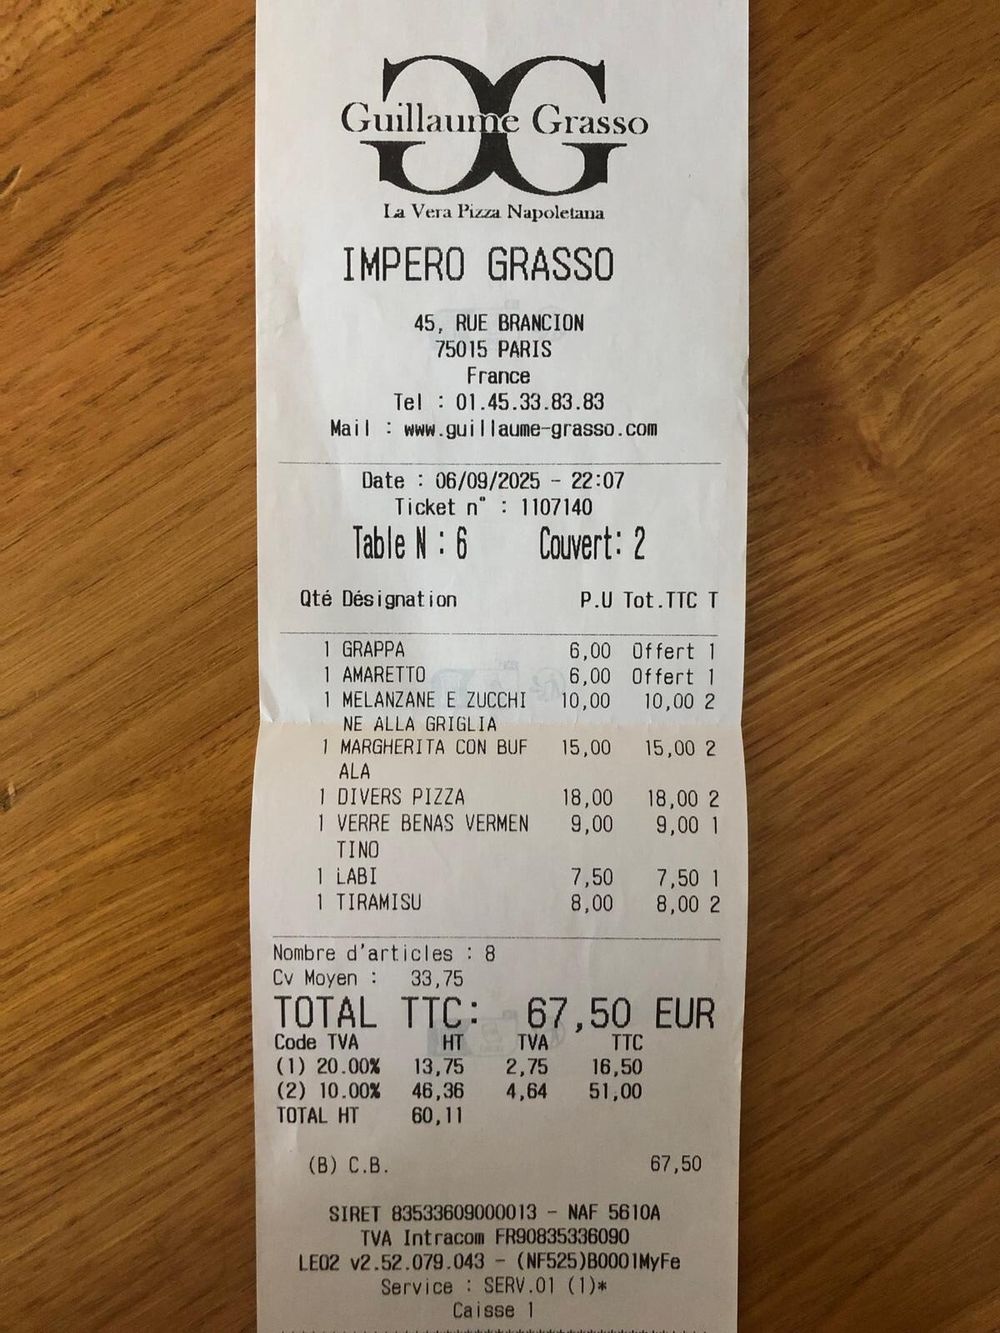 Guillaume Grasso
La Vera Pizza Napoletana
IMPERO GRASSO
45, RUE BRANCION
75015 PARIS
France
Tel : 01.45.33.83.83
Mail : www.guillaume-grasso.com
Date : 06/09/2025 - 22:07
Ticket n° : 1107140
Table N : 6 Couvert: 2
Qté Désignation P.U Tot.TTC T
1 GRAPPA 6,00 Offert 1
1 AMARETTO 6,00 Offert 1
1 MELANZANE E ZUCCHI 10,00 10,00 2
NE ALLA GRIGLIA
1 MARGHERITA CON BUF 15,00 15,00 2
ALA
1 DIVERS PIZZA 18,00 18,00 2
1 VERRE BENAS VERMEN 9,00 9,00 1
TINO
1 LABI 7,50 7,50 1
1 TIRAMISU 8,00 8,00 2
Nombre d'articles : 8
Cv Moyen : 33,75
TOTAL TTC: 67,50 EUR
Code TVA HT TVA TTC
(1) 20.00% 13,75 2,75 16,50
(2) 10.00% 46,36 4,64 51,00
TOTAL HT 60,11
(B) C.B. 67,50
SIRET 83533609000013 - NAF 5610A
TVA Intracom FR90835336090
LEO2 v2.52.079.043 - (NF525)B0001MyFe
Service : SERV.01 (1)*
Caisse 1